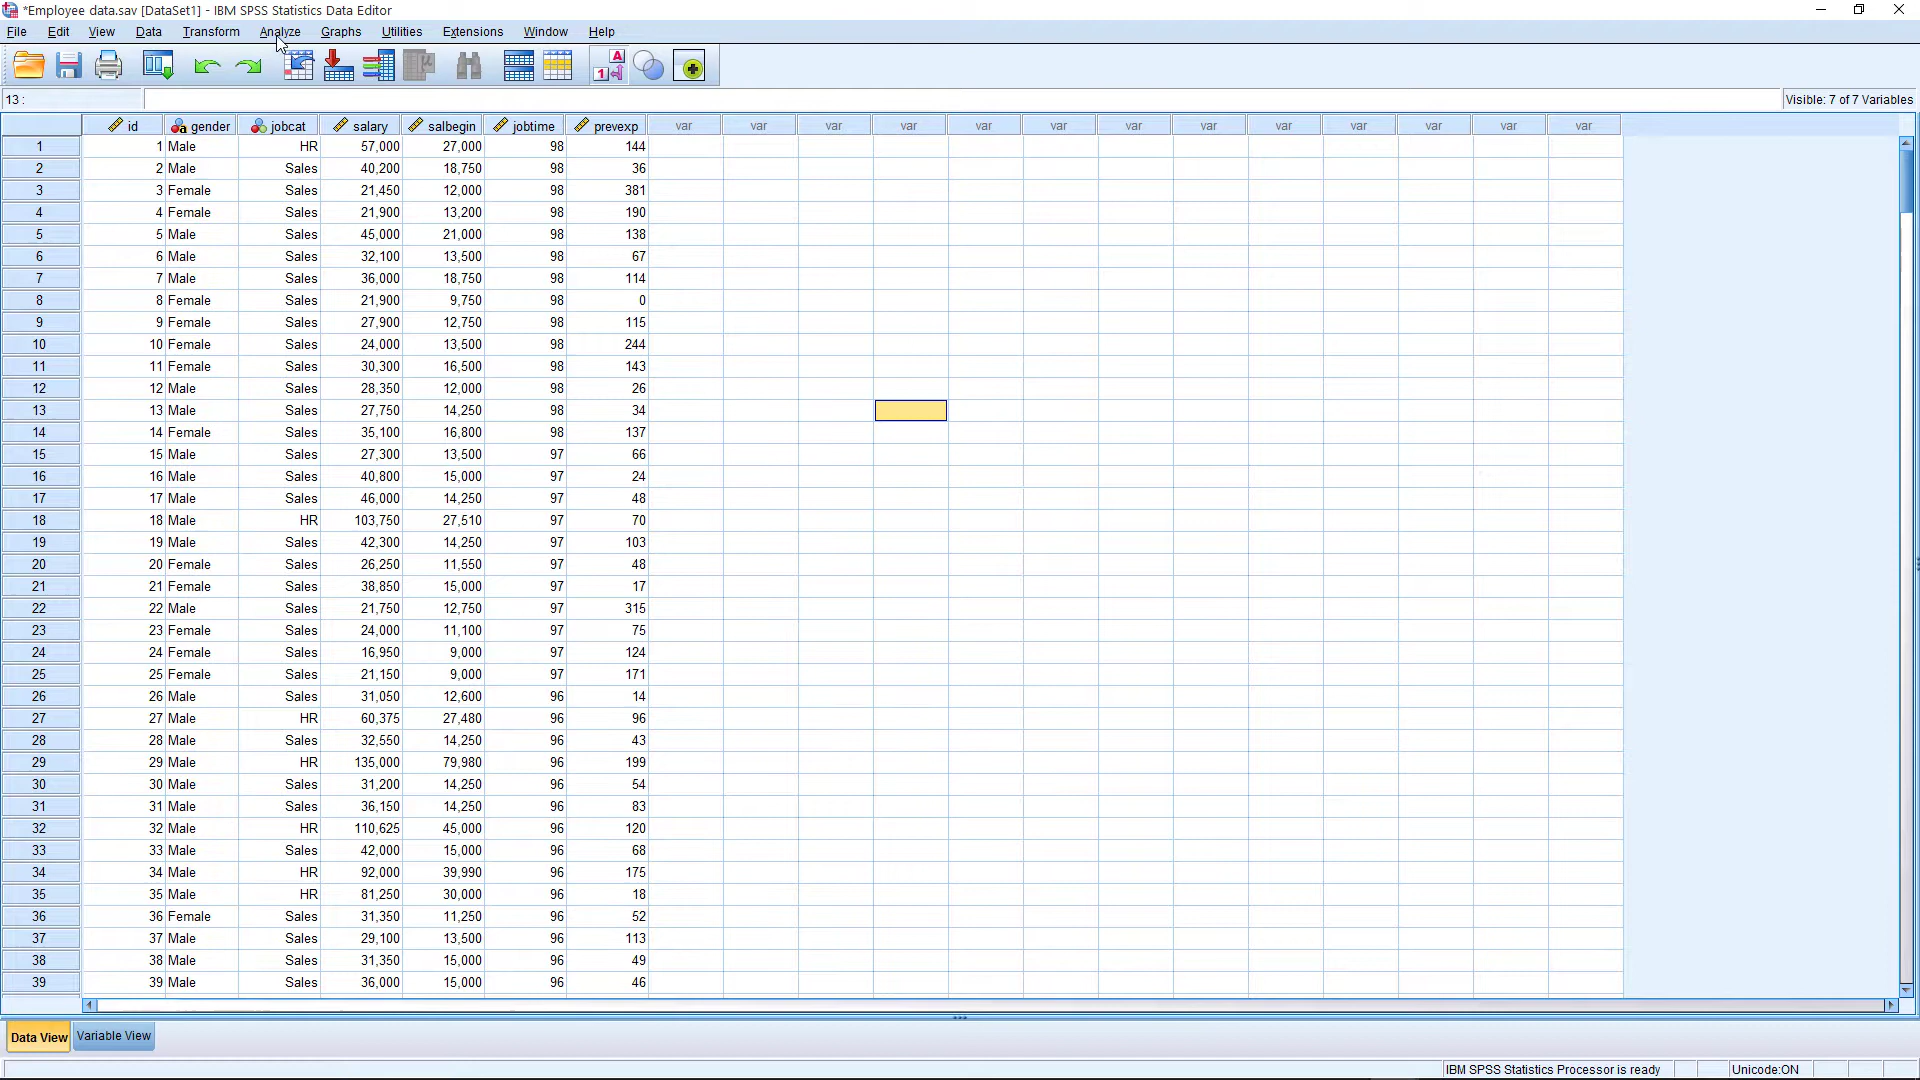 *Employee data.sav [DataSet1] - IBM SPSS Statistics Data Editor
File Edit View Data Transform Analyze Graphs Utilities Extensions Window Help
13 :
Visible: 7 of 7 Variables
id gender jobcat salary salbegin jobtime prevexp var var var var var var var var var var var var var
1 1 Male HR 57,000 27,000 98 144
2 2 Male Sales 40,200 18,750 98 36
3 3 Female Sales 21,450 12,000 98 381
4 4 Female Sales 21,900 13,200 98 190
5 5 Male Sales 45,000 21,000 98 138
6 6 Male Sales 32,100 13,500 98 67
7 7 Male Sales 36,000 18,750 98 114
8 8 Female Sales 21,900 9,750 98 0
9 9 Female Sales 27,900 12,750 98 115
10 10 Female Sales 24,000 13,500 98 244
11 11 Female Sales 30,300 16,500 98 143
12 12 Male Sales 28,350 12,000 98 26
13 13 Male Sales 27,750 14,250 98 34
14 14 Female Sales 35,100 16,800 98 137
15 15 Male Sales 27,300 13,500 97 66
16 16 Male Sales 40,800 15,000 97 24
17 17 Male Sales 46,000 14,250 97 48
18 18 Male HR 103,750 27,510 97 70
19 19 Male Sales 42,300 14,250 97 103
20 20 Female Sales 26,250 11,550 97 48
21 21 Female Sales 38,850 15,000 97 17
22 22 Male Sales 21,750 12,750 97 315
23 23 Female Sales 24,000 11,100 97 75
24 24 Female Sales 16,950 9,000 97 124
25 25 Female Sales 21,150 9,000 97 171
26 26 Male Sales 31,050 12,600 96 14
27 27 Male HR 60,375 27,480 96 96
28 28 Male Sales 32,550 14,250 96 43
29 29 Male HR 135,000 79,980 96 199
30 30 Male Sales 31,200 14,250 96 54
31 31 Male Sales 36,150 14,250 96 83
32 32 Male HR 110,625 45,000 96 120
33 33 Male Sales 42,000 15,000 96 68
34 34 Male HR 92,000 39,990 96 175
35 35 Male HR 81,250 30,000 96 18
36 36 Female Sales 31,350 11,250 96 52
37 37 Male Sales 29,100 13,500 96 113
38 38 Male Sales 31,350 15,000 96 49
39 39 Male Sales 36,000 15,000 96 46
Data View Variable View
IBM SPSS Statistics Processor is ready Unicode:ON